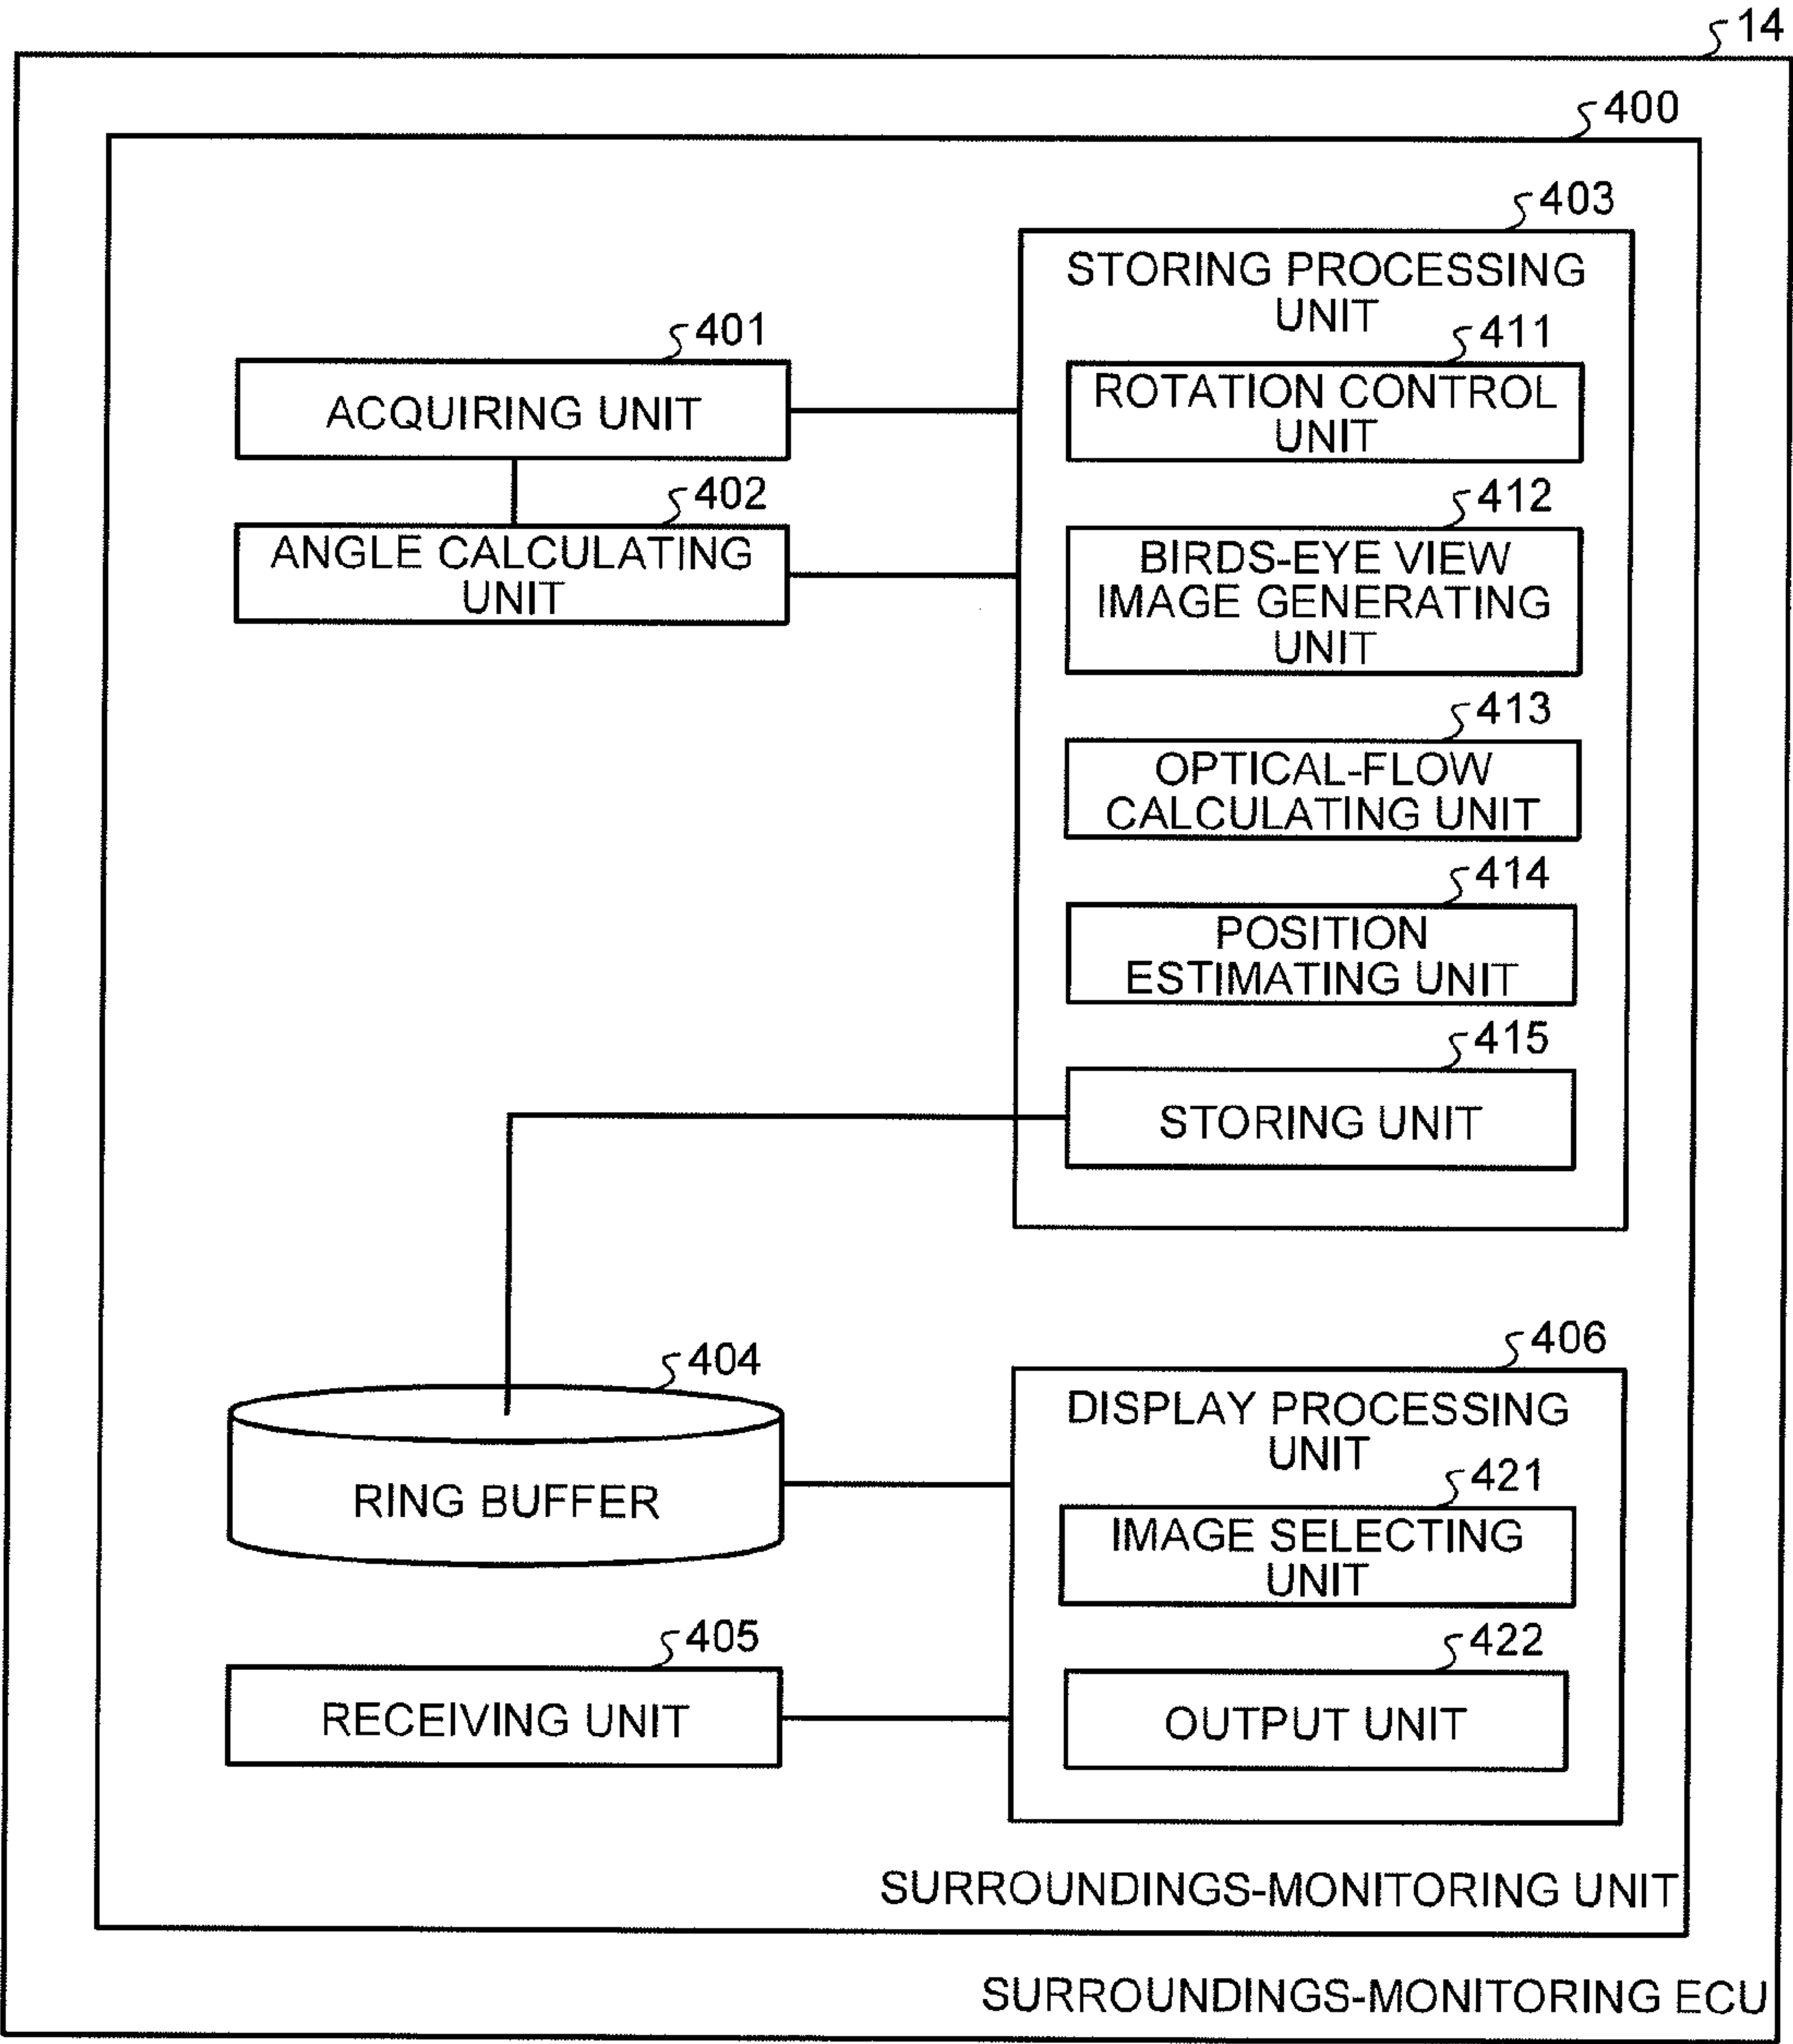 14
400
403
STORING PROCESSING
UNIT
401
ACQUIRING UNIT
411
ROTATION CONTROL
UNIT
402
ANGLE CALCULATING
UNIT
412
BIRDS-EYE VIEW
IMAGE GENERATING
UNIT
413
OPTICAL-FLOW
CALCULATING UNIT
414
POSITION
ESTIMATING UNIT
415
STORING UNIT
404
RING BUFFER
406
DISPLAY PROCESSING
UNIT
421
IMAGE SELECTING
UNIT
405
RECEIVING UNIT
422
OUTPUT UNIT
SURROUNDINGS-MONITORING UNIT
SURROUNDINGS-MONITORING ECU